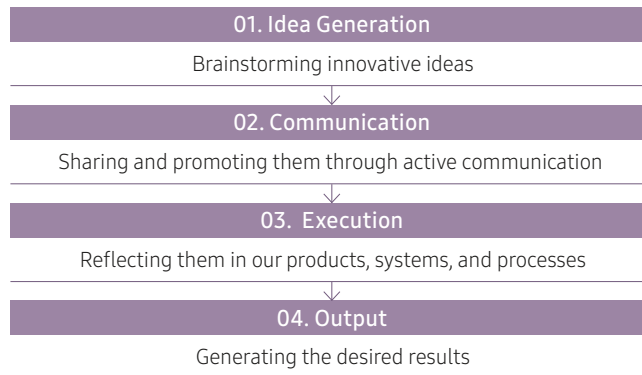 01. Idea Generation
Brainstorming innovative ideas
02. Communication
Sharing and promoting them through active communication
03. Execution
Reflecting them in our products, systems, and processes
04. Output
Generating the desired results